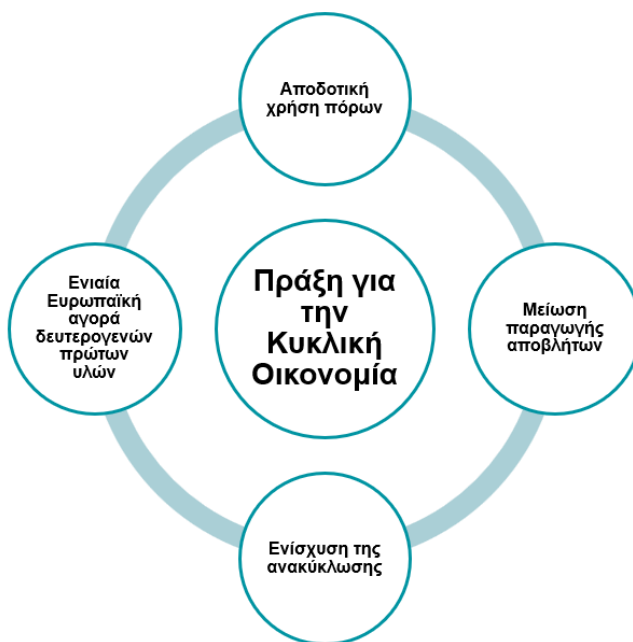 Αποδοτική
χρήση πόρων
Ενιαία
Ευρωπαϊκή
αγορά
δευτερογενών
πρώτων
υλών
Πράξη για
την
Κυκλική
Οικονομία
Μείωση
παραγωγής
αποβλήτων
Ενίσχυση της
ανακύκλωσης